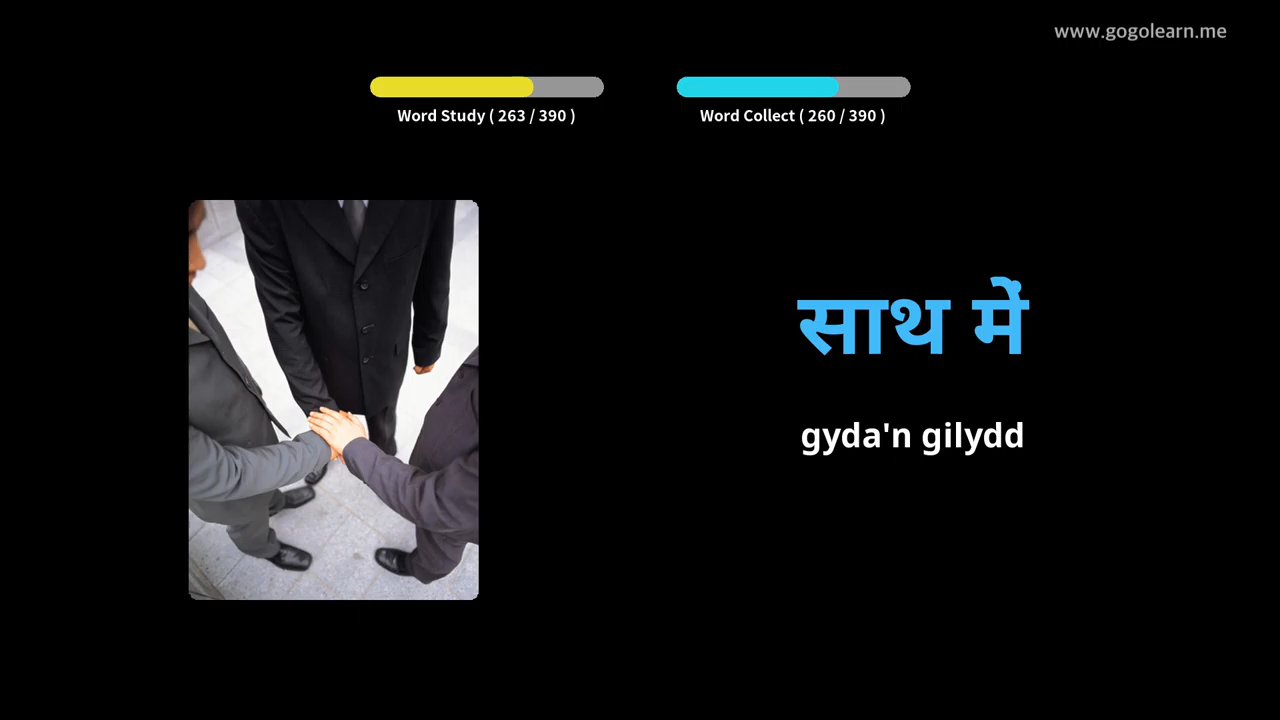 www.gogolearn.me
Word Study ( 263 / 390 )
Word Collect ( 260 / 390 )
साथ में
gyda'n gilydd